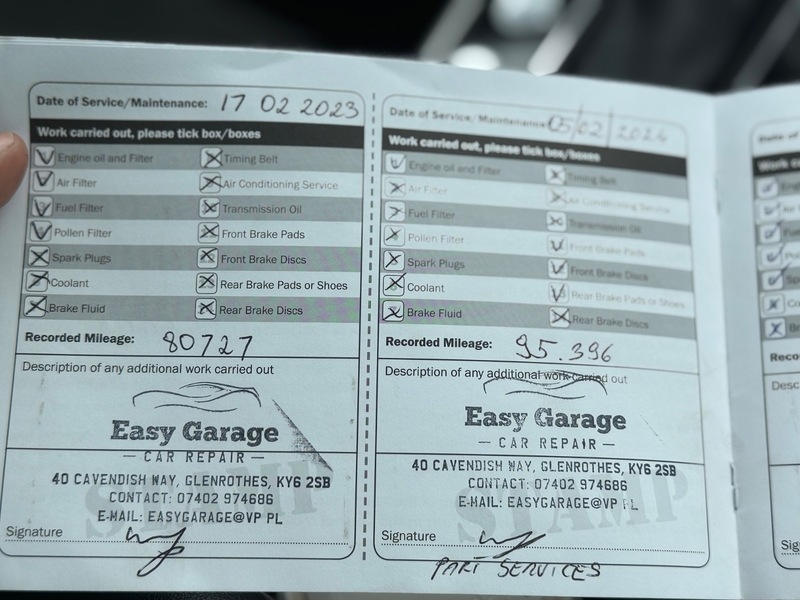 Date of Service/Maintenance: 17 02 2023
Work carried out, please tick box/boxes
Engine oil and Filter Timing Belt
Air Filter Air Conditioning Service
Fuel Filter Transmission Oil
Pollen Filter Front Brake Pads
Spark Plugs Front Brake Discs
Coolant Rear Brake Pads or Shoes
Brake Fluid Rear Brake Discs
Recorded Mileage: 80727
Description of any additional work carried out
Easy Garage
— CAR REPAIR —
40 CAVENDISH WAY, GLENROTHES, KY6 2SB
CONTACT: 07402 974686
E-MAIL: EASYGARAGE@VP PL
STAMP
Signature
Date of Service/Maintenance 05/02/2024
Work carried out, please tick box/boxes
Engine oil and Filter Timing Belt
Air Filter Air Conditioning Service
Fuel Filter Transmission Oil
Pollen Filter Front Brake Pads
Spark Plugs Front Brake Discs
Coolant Rear Brake Pads or Shoes
Brake Fluid Rear Brake Discs
Recorded Mileage: 95.396
Description of any additional work carried out
Easy Garage
— CAR REPAIR —
40 CAVENDISH WAY, GLENROTHES, KY6 2SB
CONTACT: 07402 974686
E-MAIL: EASYGARAGE@VP PL
STAMP
Signature
PART SERVICES